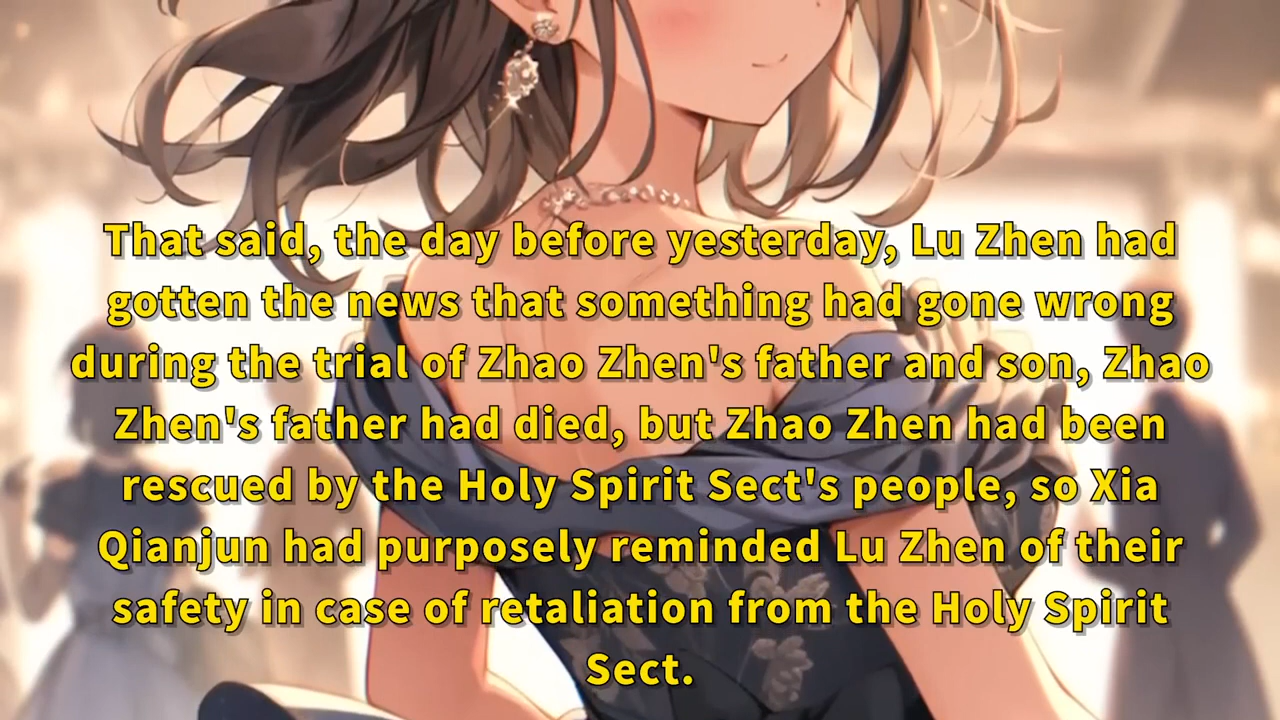 That said, the day before yesterday, Lu Zhen had
gotten the news that something had gone wrong
during the trial of Zhao Zhen's father and son, Zhao
Zhen's father had died, but Zhao Zhen had been
rescued by the Holy Spirit Sect's people, so Xia
Qianjun had purposely reminded Lu Zhen of their
safety in case of retaliation from the Holy Spirit
Sect.